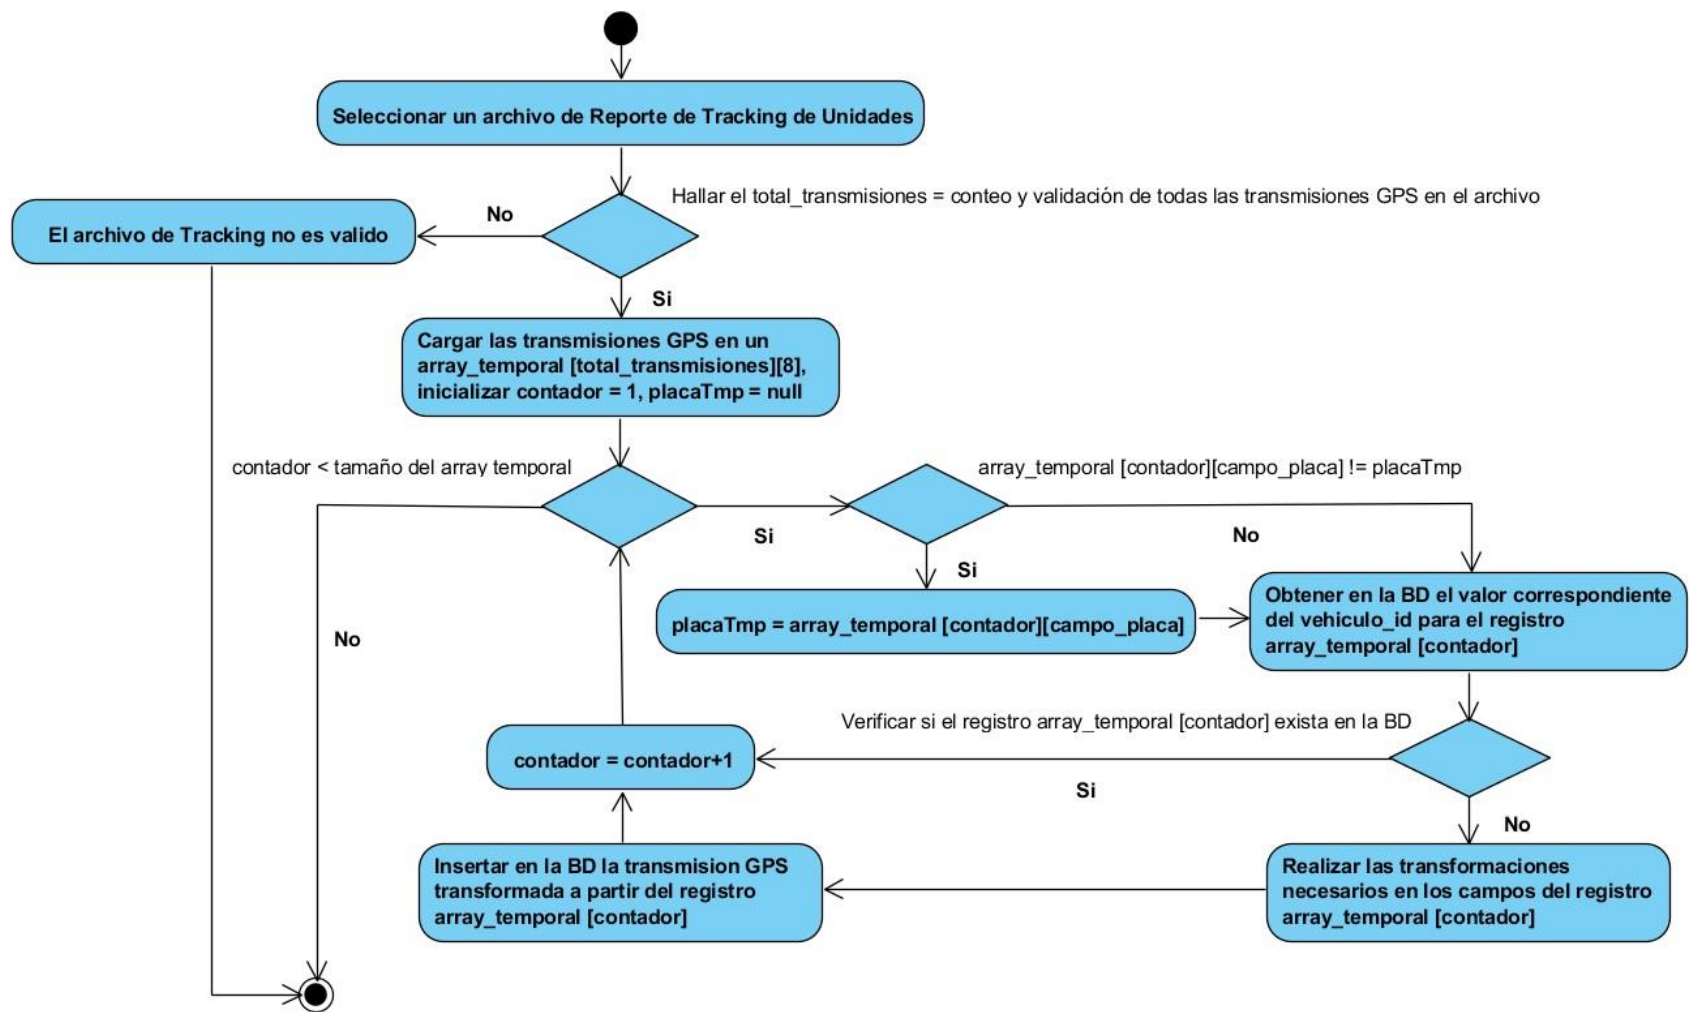 Seleccionar un archivo de Reporte de Tracking de Unidades
Hallar el total_transmisiones = conteo y validación de todas las transmisiones GPS en el archivo
No
El archivo de Tracking no es valido
Si
Cargar las transmisiones GPS en un
array_temporal [total_transmisiones][8],
inicializar contador = 1, placaTmp = null
contador < tamaño del array temporal
array_temporal [contador][campo_placa] != placaTmp
Si
No
Si
No
placaTmp = array_temporal [contador][campo_placa]
Obtener en la BD el valor correspondiente
del vehiculo_id para el registro
array_temporal [contador]
Verificar si el registro array_temporal [contador] exista en la BD
contador = contador+1
Si
No
Insertar en la BD la transmision GPS
transformada a partir del registro
array_temporal [contador]
Realizar las transformaciones
necesarios en los campos del registro
array_temporal [contador]